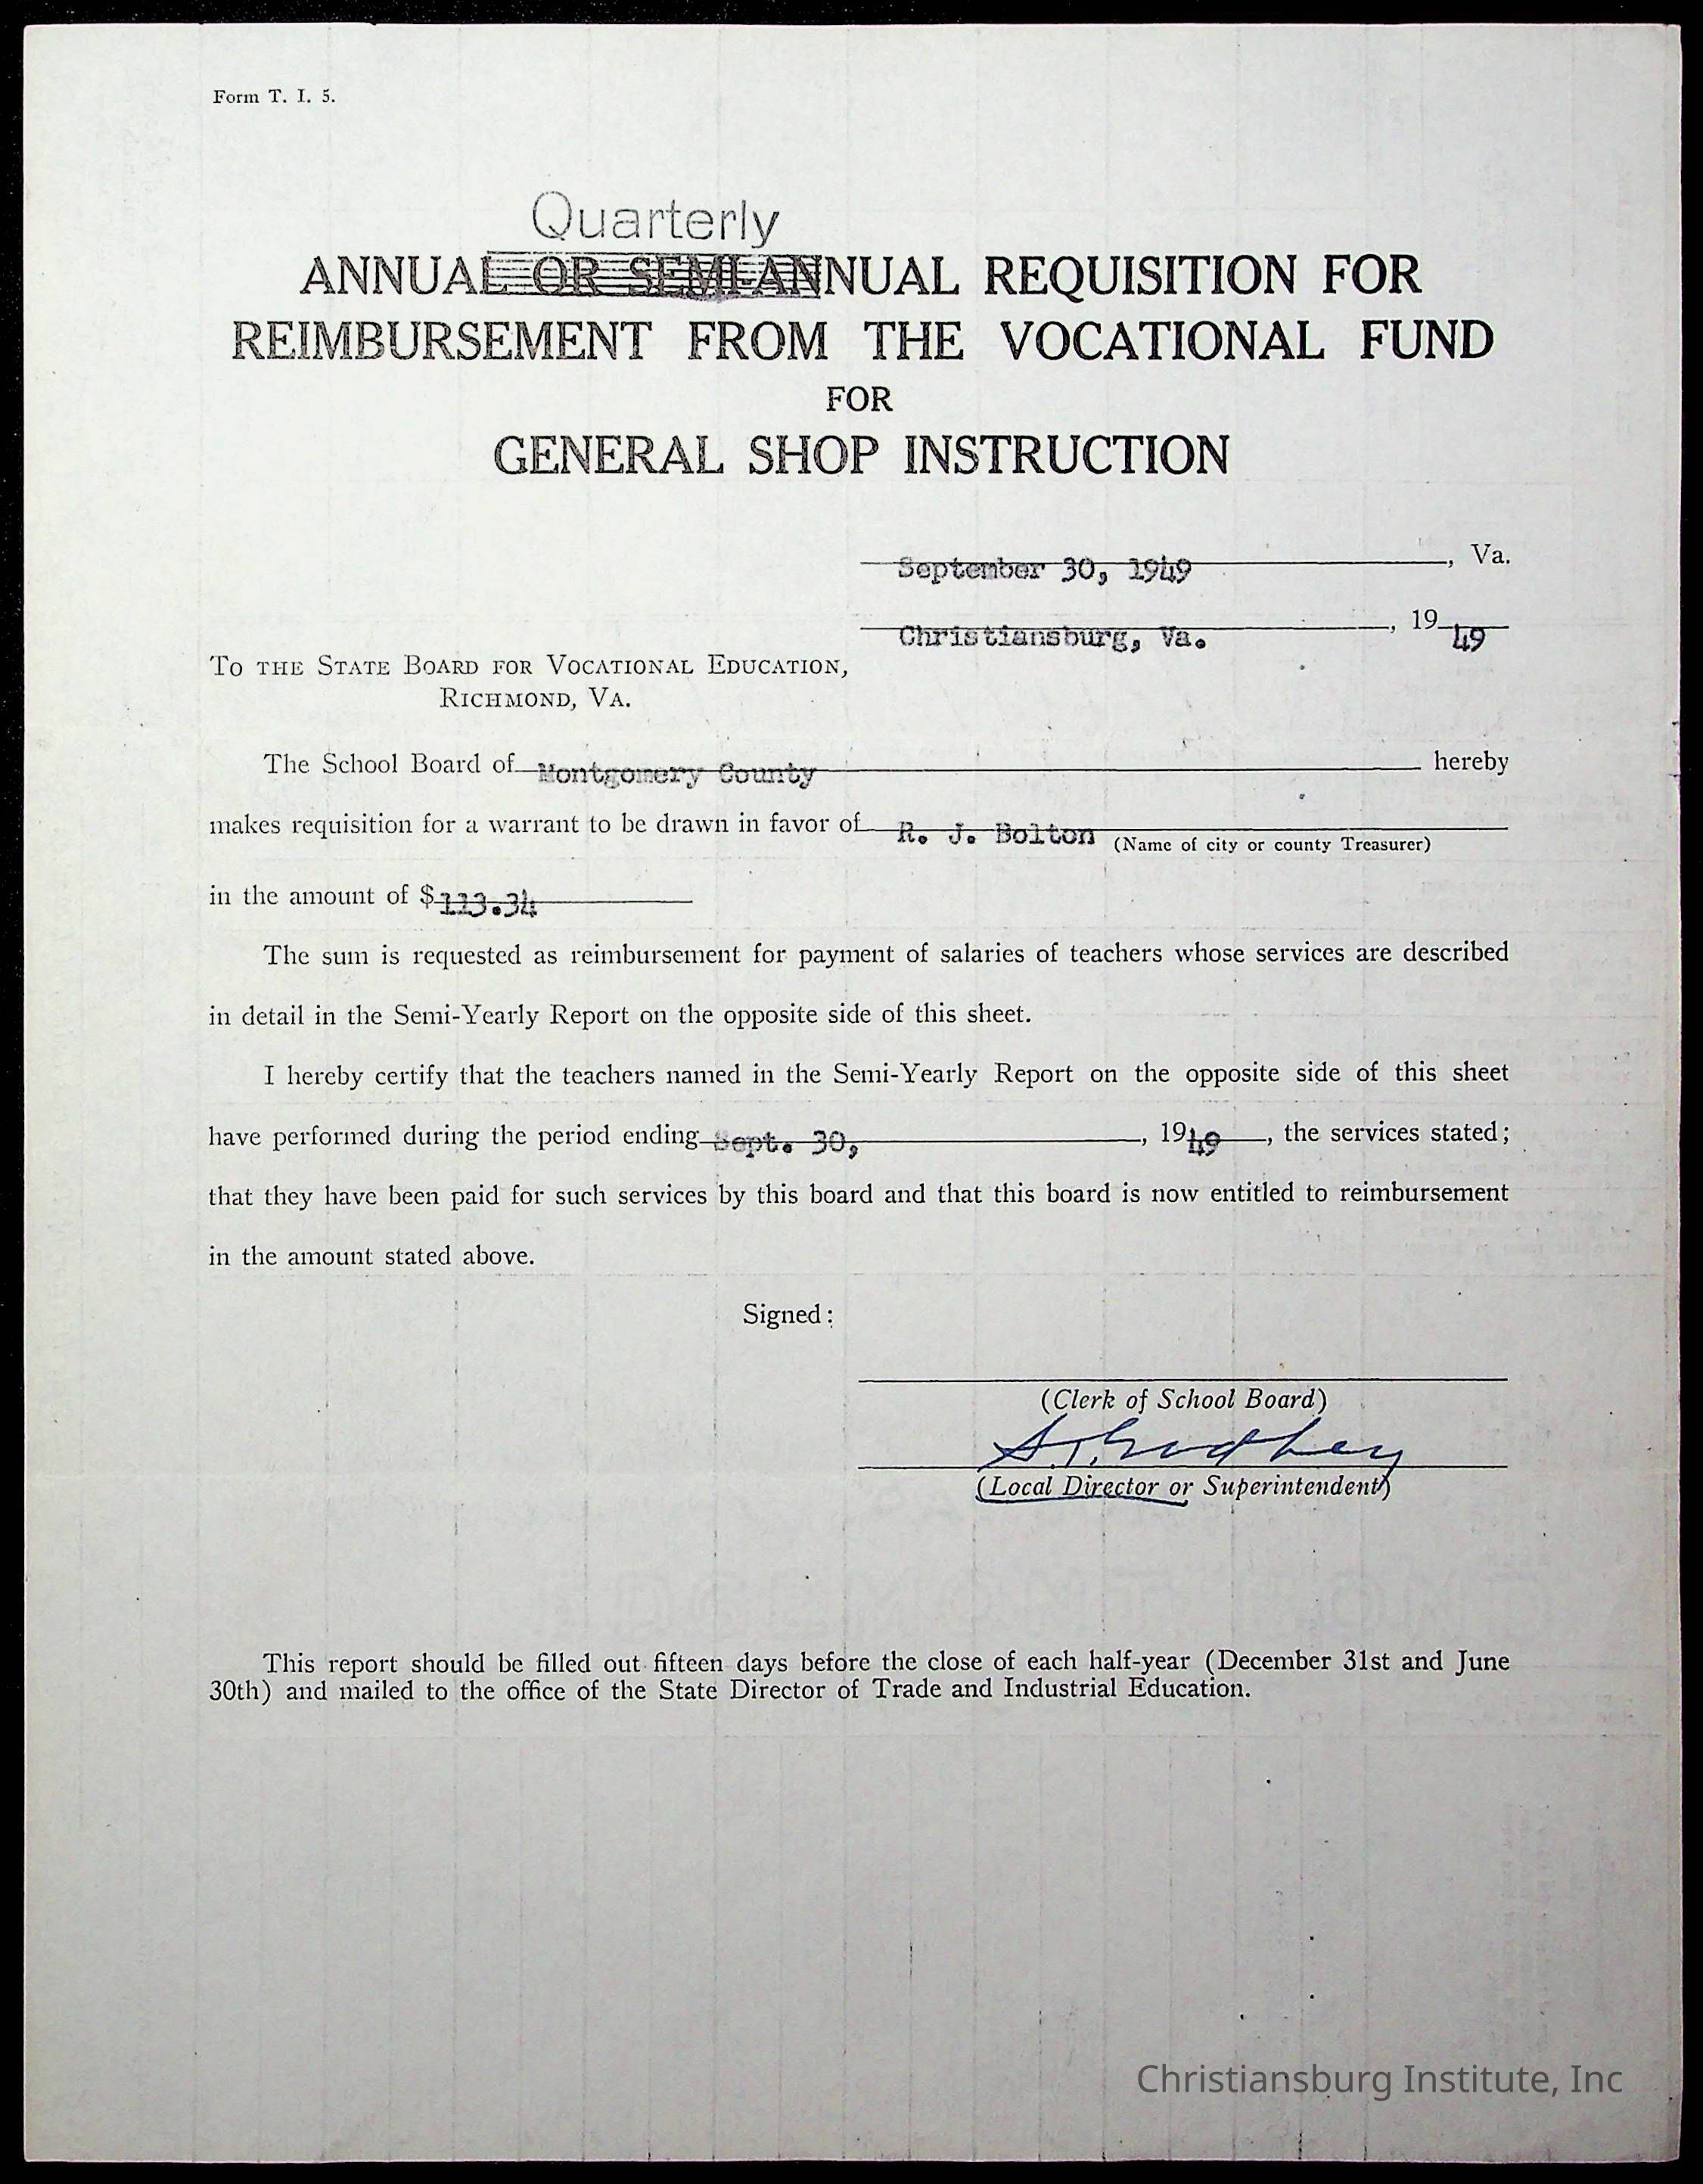 Form T. I. 5.
Quarterly
ANNUAL OR SEMI-ANNUAL REQUISITION FOR
REIMBURSEMENT FROM THE VOCATIONAL FUND
FOR
GENERAL SHOP INSTRUCTION
September 30, 1949, Va.
Christiansburg, Va., 1949
TO THE STATE BOARD FOR VOCATIONAL EDUCATION,
RICHMOND, VA.
The School Board of Montgomery County hereby
makes requisition for a warrant to be drawn in favor of R. J. Bolton
(Name of city or county Treasurer)
in the amount of $113.34
The sum is requested as reimbursement for payment of salaries of teachers whose services are described
in detail in the Semi-Yearly Report on the opposite side of this sheet.
I hereby certify that the teachers named in the Semi-Yearly Report on the opposite side of this sheet
have performed during the period ending Sept. 30, , 1949, the services stated;
that they have been paid for such services by this board and that this board is now entitled to reimbursement
in the amount stated above.
Signed:
(Clerk of School Board)
S.T. Godbey
(Local Director or Superintendent)
This report should be filled out fifteen days before the close of each half-year (December 31st and June
30th) and mailed to the office of the State Director of Trade and Industrial Education.
Christiansburg Institute, Inc